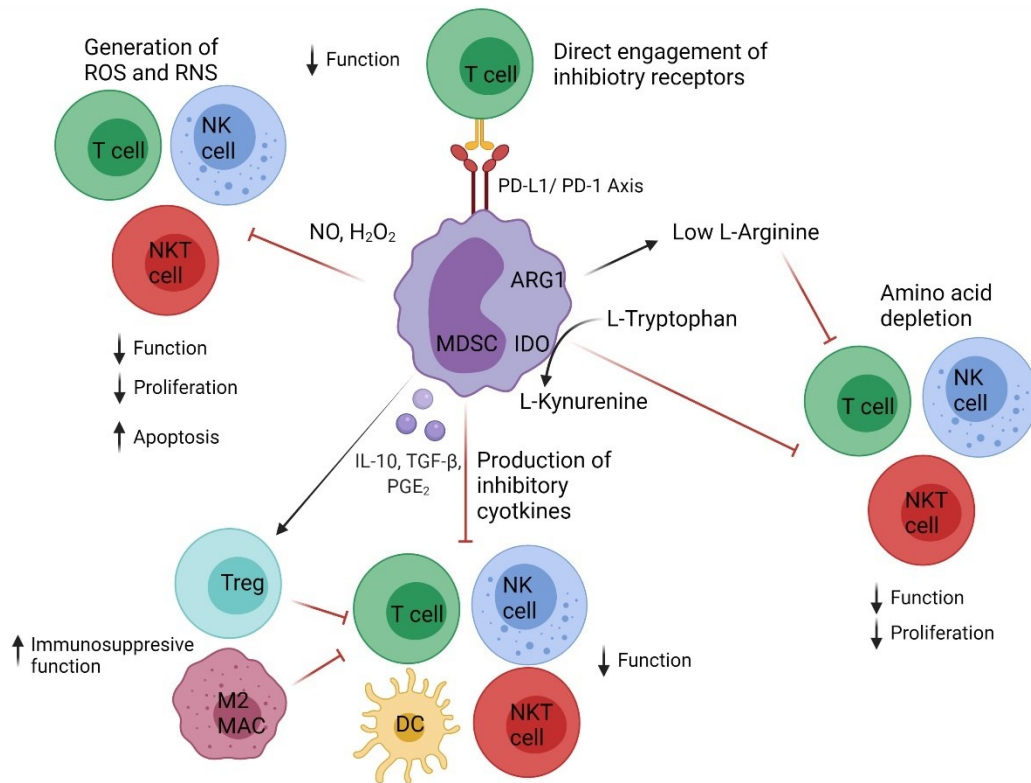 Generation of
ROS and RNS
T cell
NK
cell
NKT
cell
Function
Proliferation
Apoptosis
Function
T cell
Direct engagement of
inhibiotry receptors
PD-L1/ PD-1 Axis
NO, H₂O₂
ARG1
MDSC
IDO
Low L-Arginine
L-Tryptophan
L-Kynurenine
Amino acid
depletion
T cell
NK
cell
NKT
cell
Function
Proliferation
IL-10, TGF-β,
PGE₂
Production of
inhibitory
cyotkines
Treg
Immunosuppresive
function
M2
MAC
T cell
NK
cell
DC
NKT
cell
Function